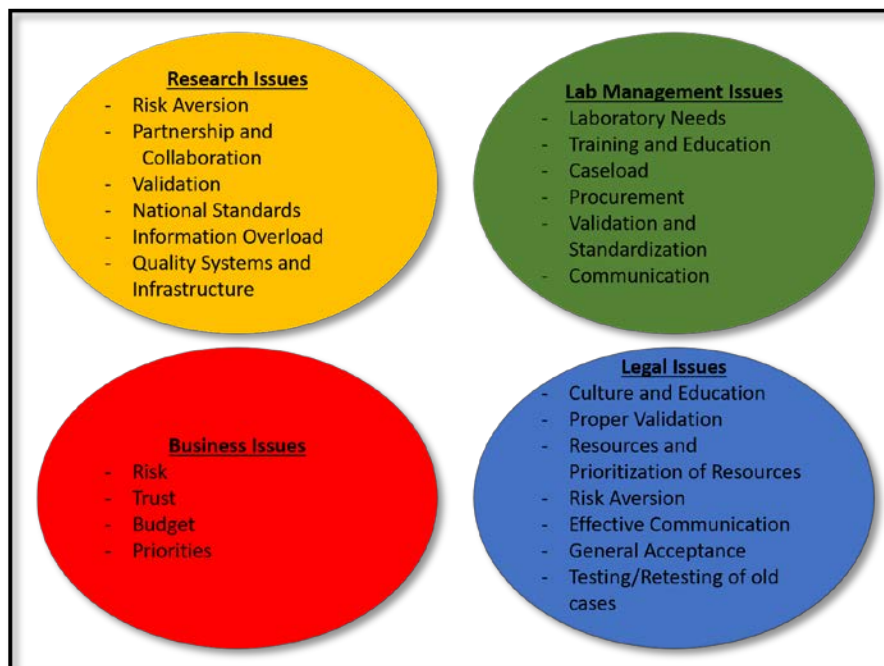 Research Issues
- Risk Aversion
- Partnership and
Collaboration
- Validation
- National Standards
- Information Overload
- Quality Systems and
Infrastructure
Lab Management Issues
- Laboratory Needs
- Training and Education
- Caseload
- Procurement
- Validation and
Standardization
- Communication
Business Issues
- Risk
- Trust
- Budget
- Priorities
Legal Issues
- Culture and Education
- Proper Validation
- Resources and
Prioritization of Resources
- Risk Aversion
- Effective Communication
- General Acceptance
- Testing/Retesting of old
cases